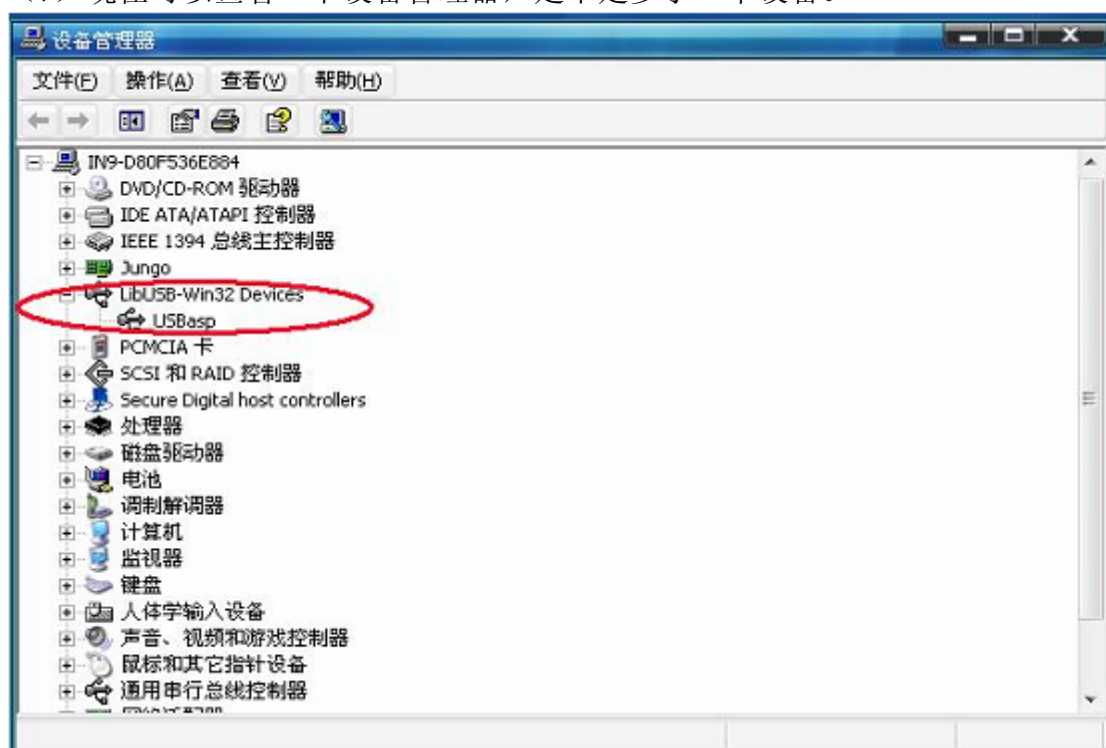 设备管理器
文件(F) 操作(A) 查看(V) 帮助(H)
IN9-D80F536E884
DVD/CD-ROM 驱动器
IDE ATA/ATAPI 控制器
IEEE 1394 总线主控制器
Jungo
LibUSB-Win32 Devices
USBasp
PCMCIA 卡
SCSI 和 RAID 控制器
Secure Digital host controllers
处理器
磁盘驱动器
电池
调制解调器
计算机
监视器
键盘
人体学输入设备
声音、视频和游戏控制器
鼠标和其它指针设备
通用串行总线控制器